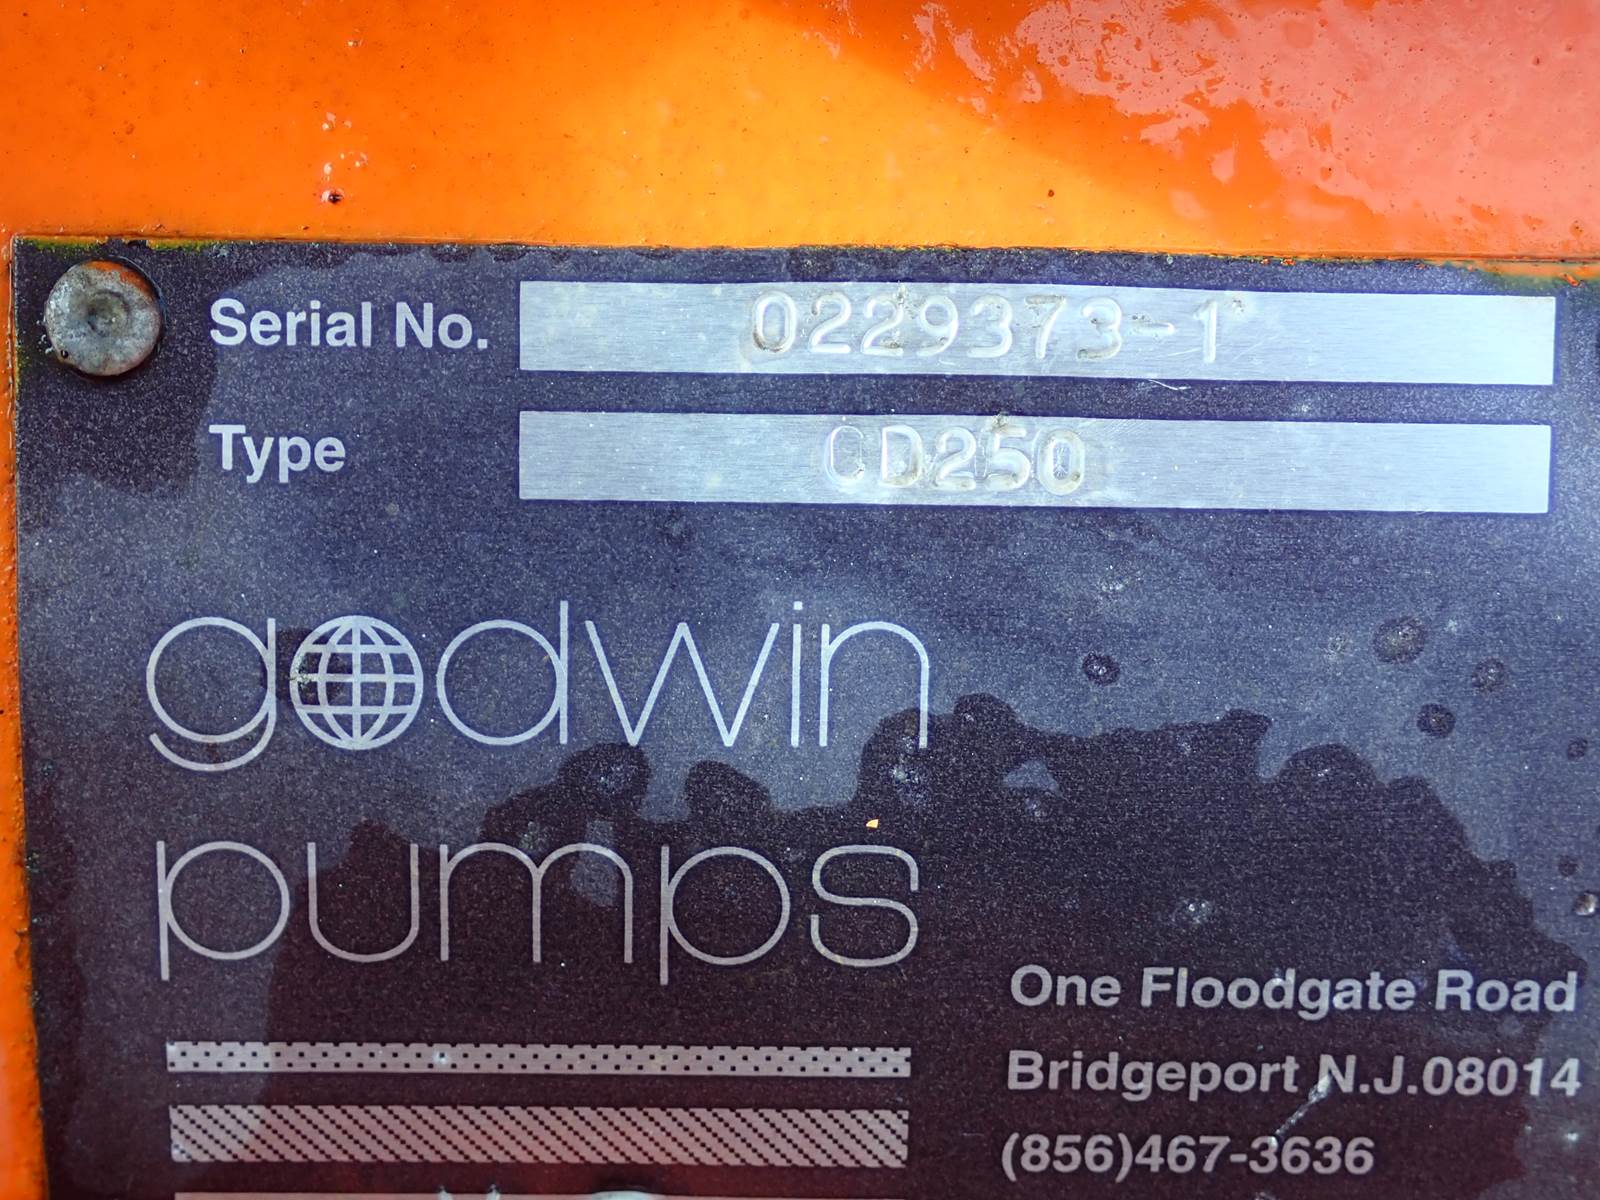 Serial No. 0229373-1
Type CD250
godwin
pumps
One Floodgate Road
Bridgeport N.J.08014
(856)467-3636